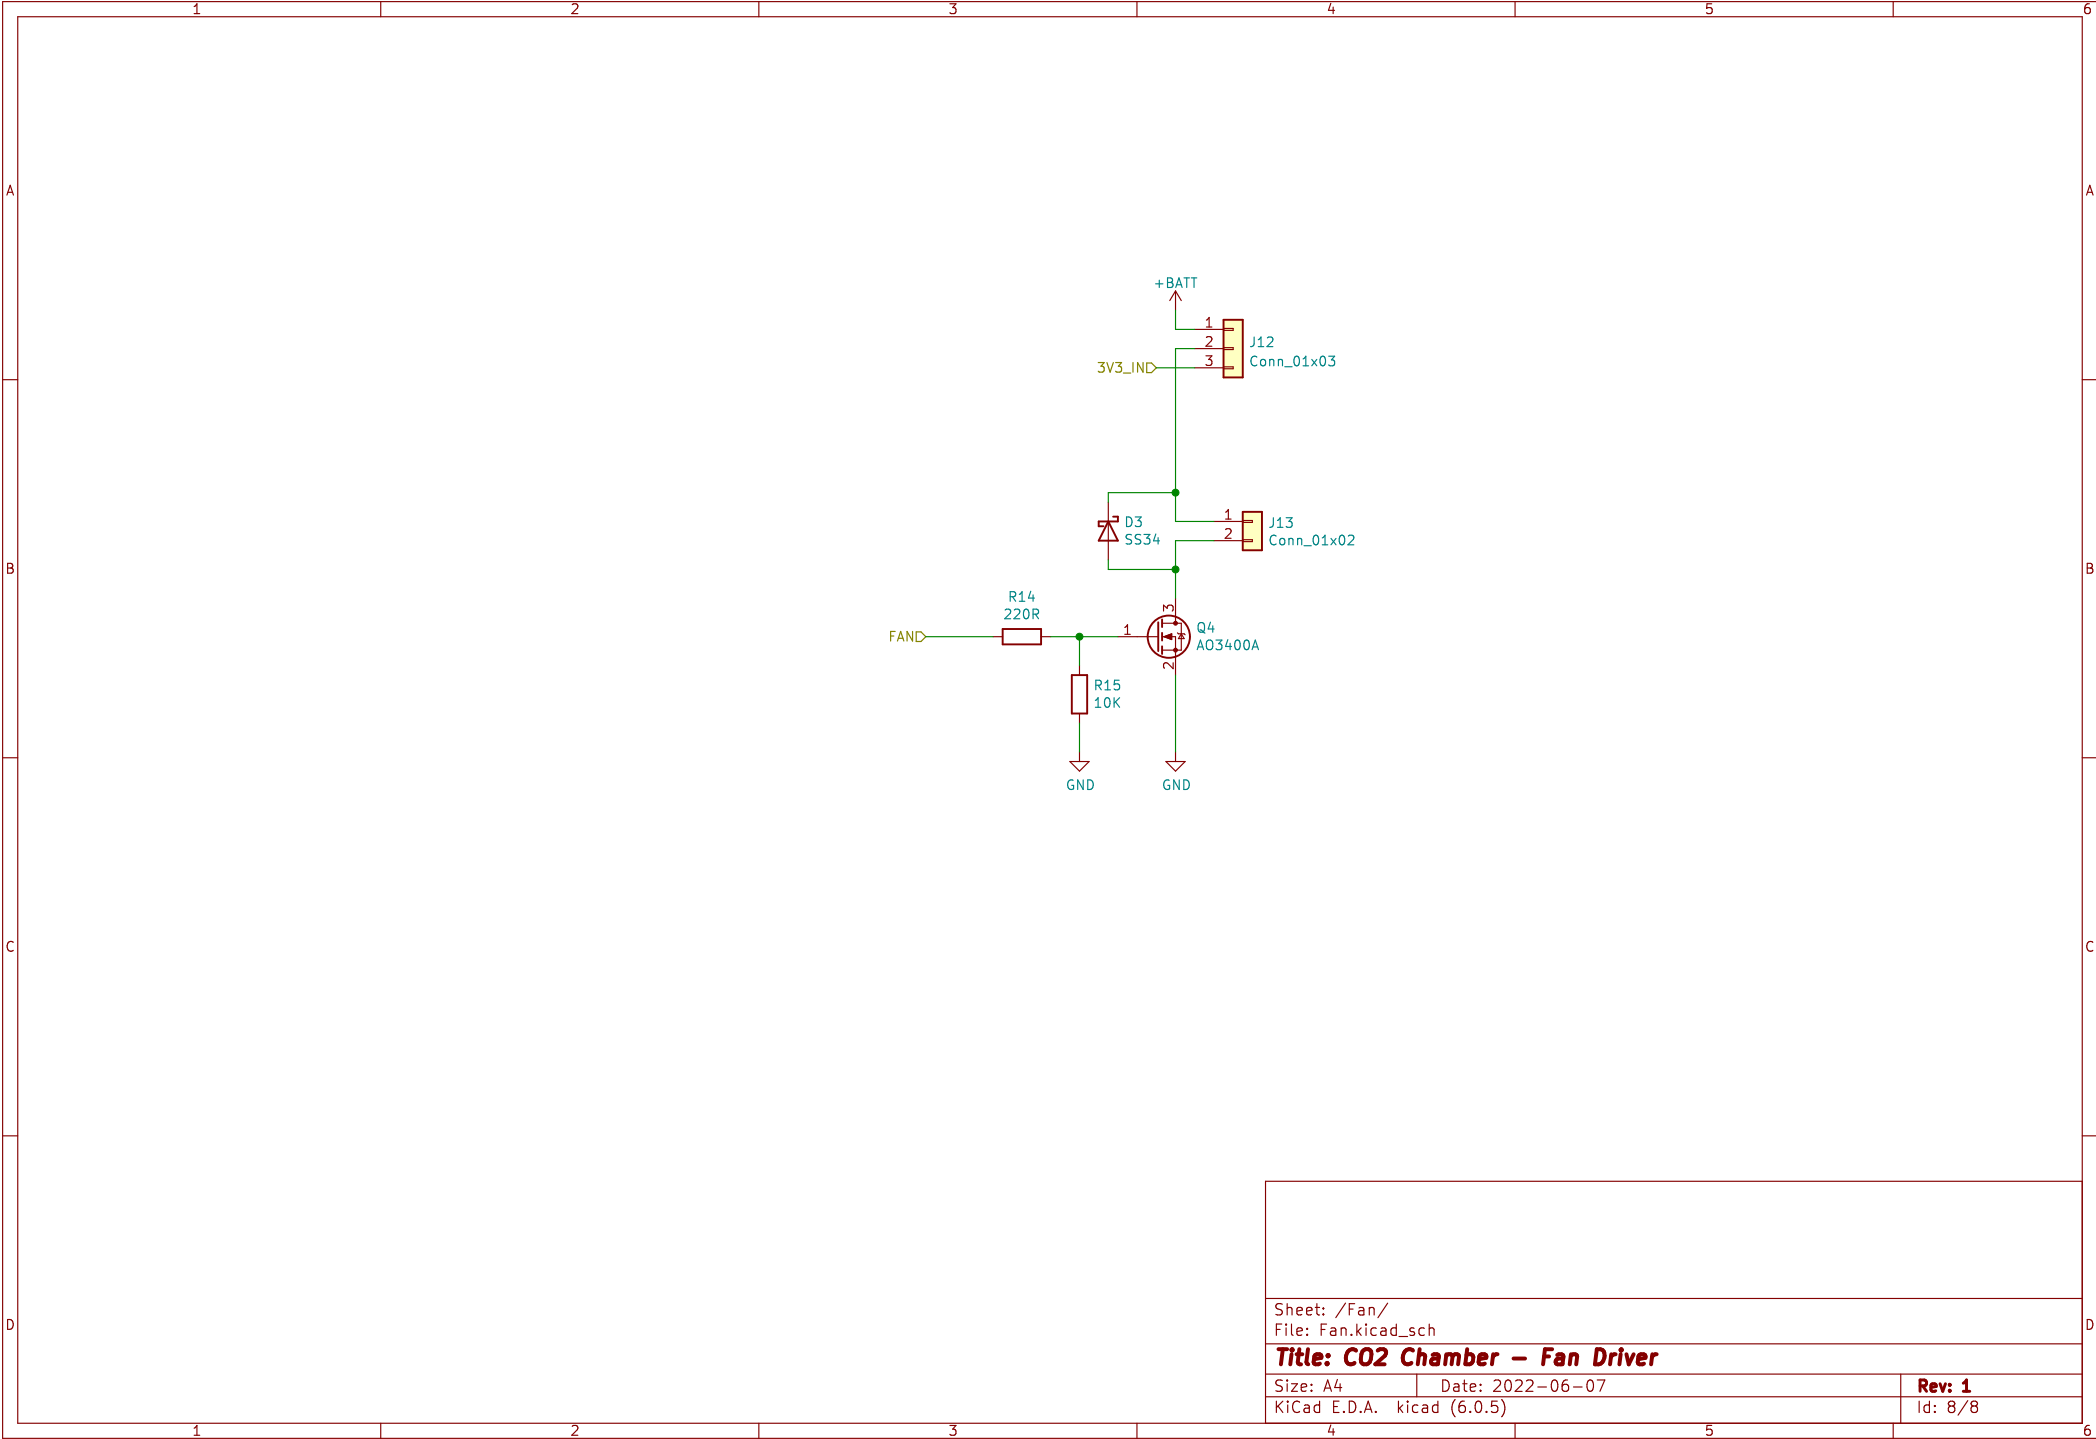 1 2 3 4 5 6
A A
+BATT
1
2
3
J12
Conn_01x03
3V3_IN
1
2
J13
Conn_01x02
D3
SS34
B B
R14
220R
FAN
1
3
2
Q4
AO3400A
R15
10K
GND GND
C C
Sheet: /Fan/
File: Fan.kicad_sch
D D
Title: CO2 Chamber – Fan Driver
Size: A4 Date: 2022-06-07 Rev: 1
KiCad E.D.A. kicad (6.0.5) Id: 8/8
1 2 3 4 5 6